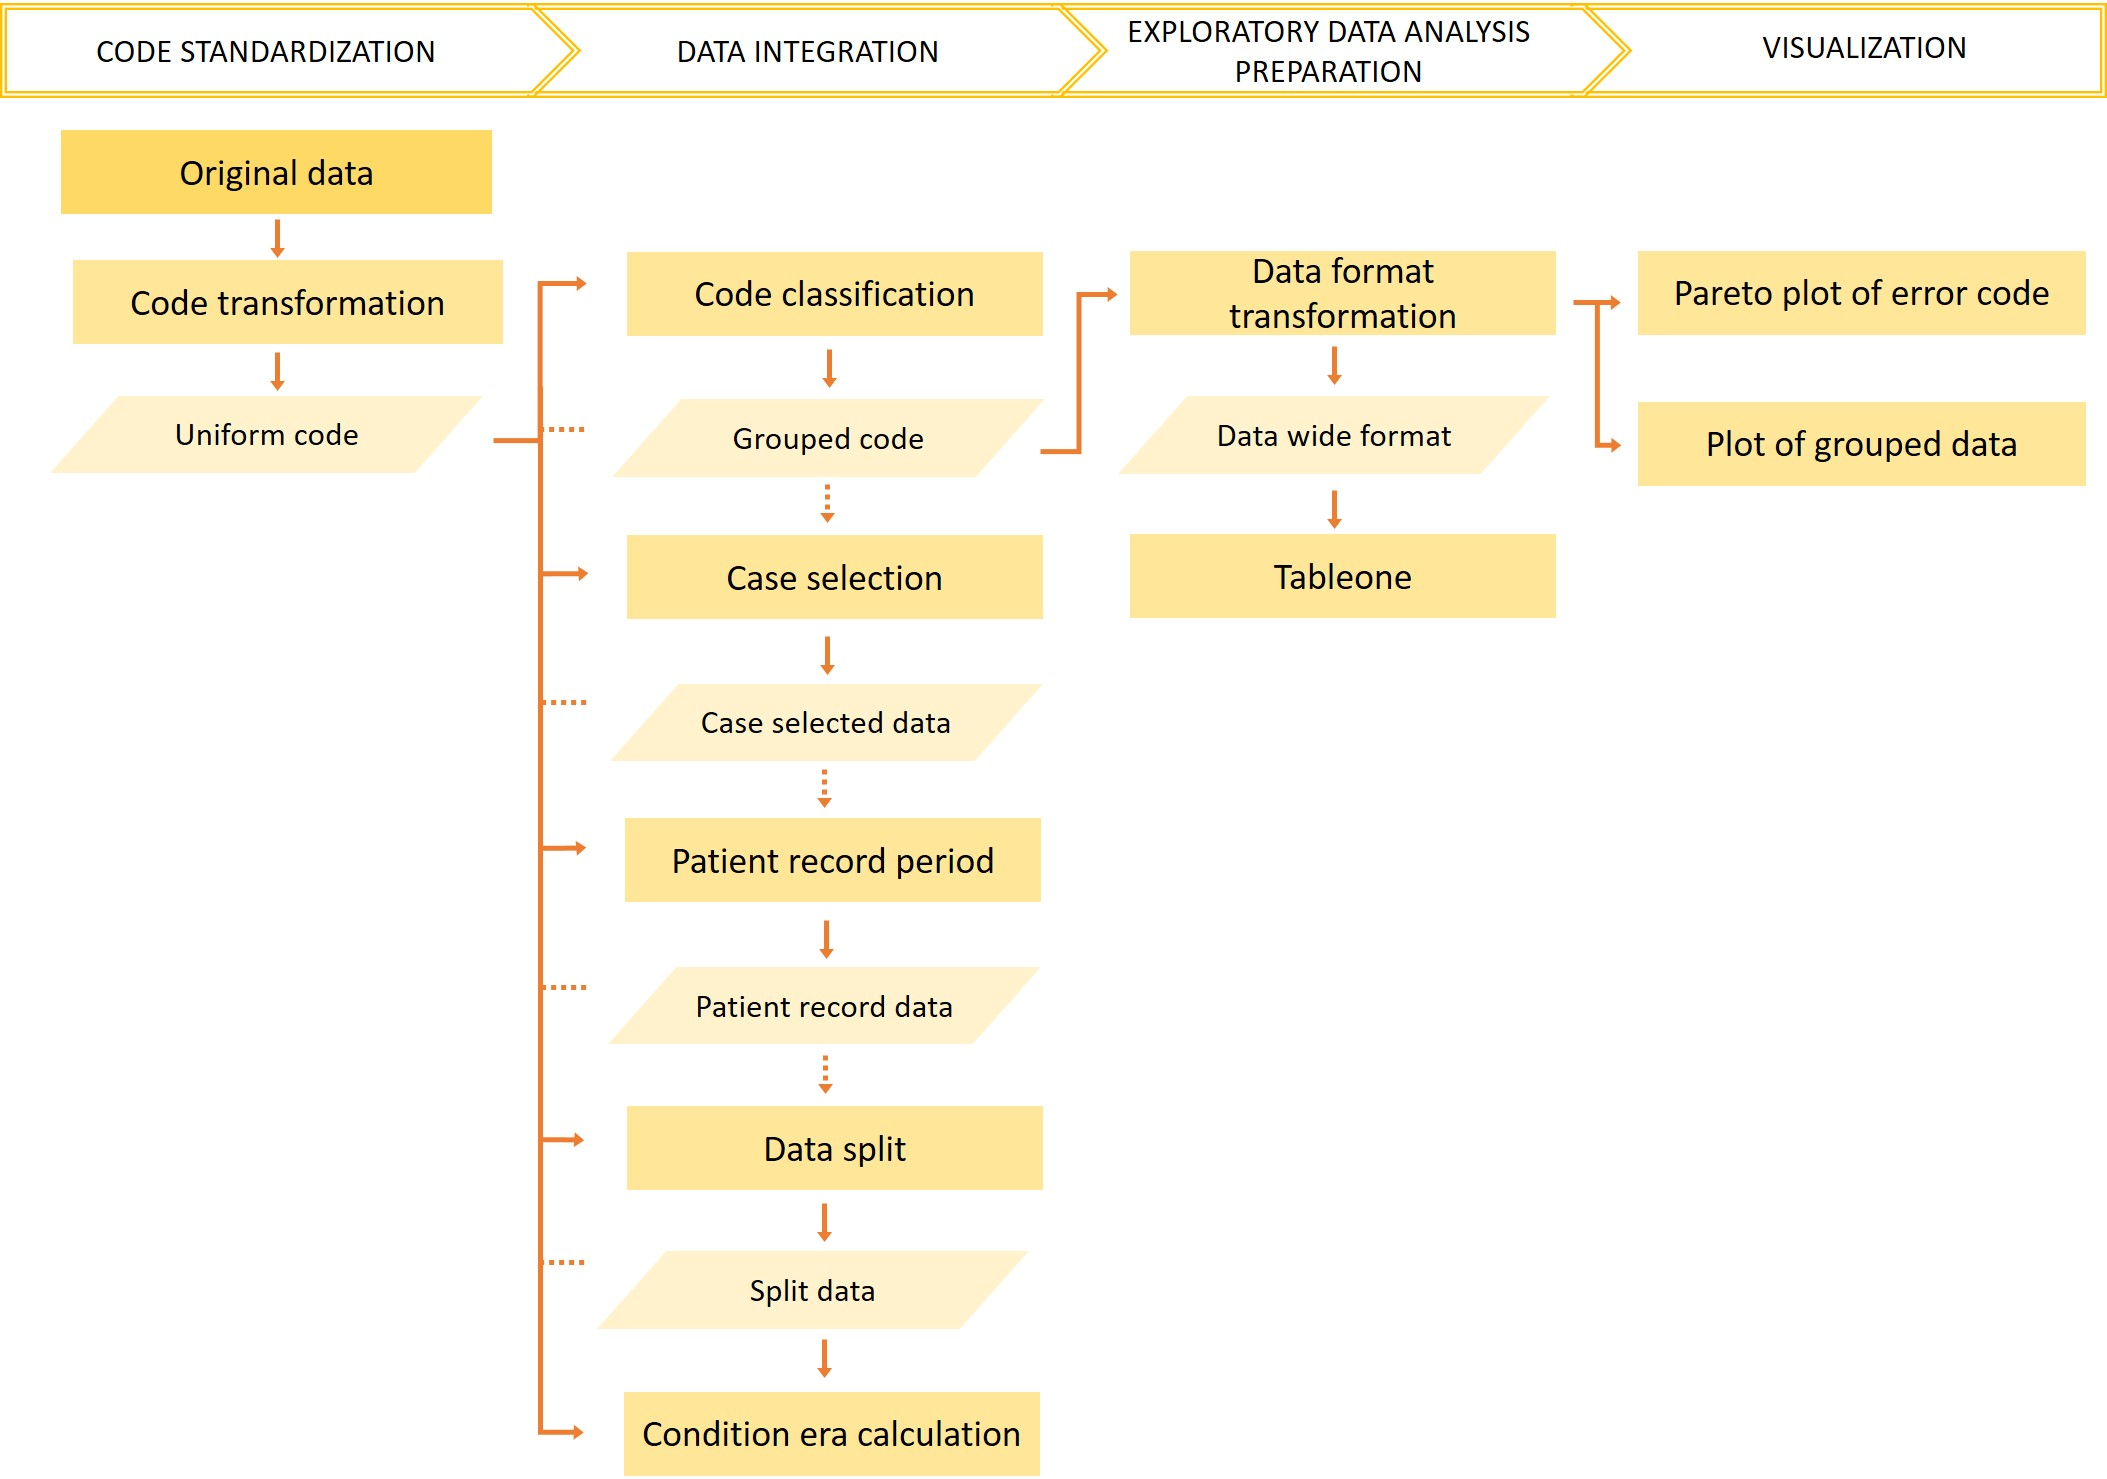 CODE STANDARDIZATION
DATA INTEGRATION
EXPLORATORY DATA ANALYSIS
PREPARATION
VISUALIZATION
Original data
Code transformation
Uniform code
Code classification
Grouped code
Case selection
Case selected data
Patient record period
Patient record data
Data split
Split data
Condition era calculation
Data format
transformation
Data wide format
Tableone
Pareto plot of error code
Plot of grouped data